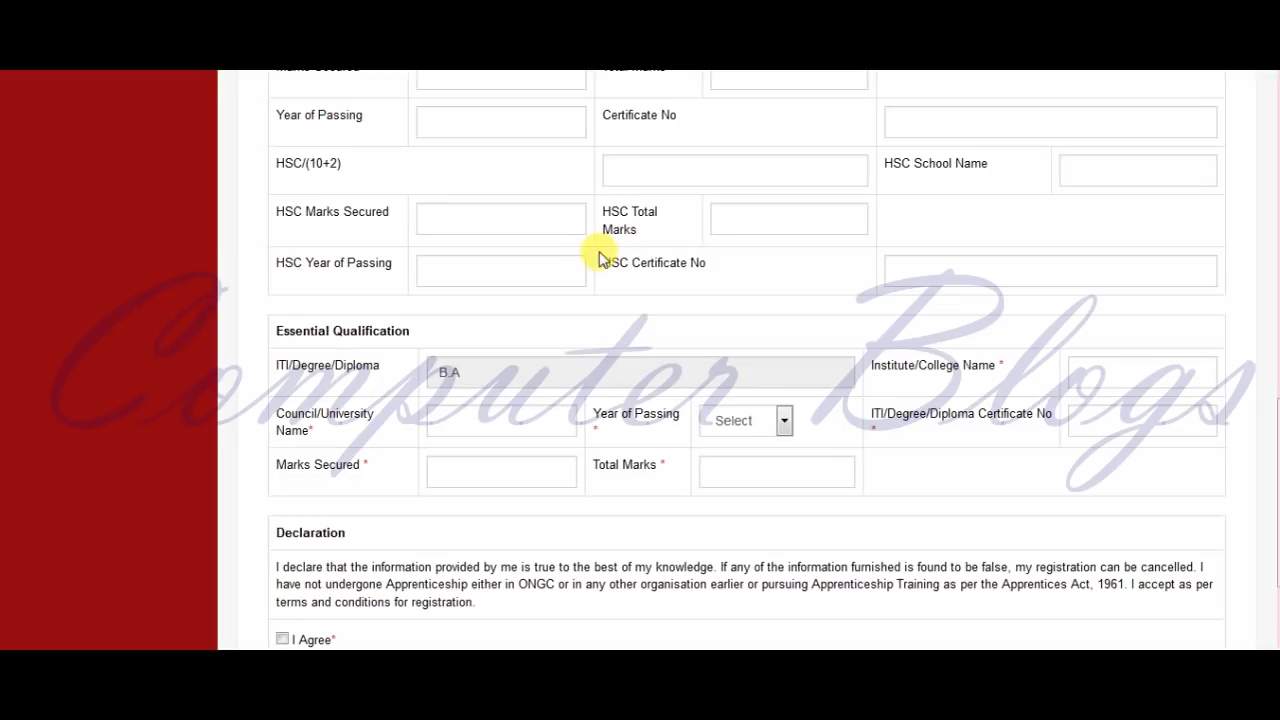 Year of Passing
Certificate No
HSC/(10+2)
HSC School Name
HSC Marks Secured
HSC Total
Marks
HSC Year of Passing
HSC Certificate No
Essential Qualification
ITI/Degree/Diploma
B.A
Institute/College Name *
Council/University
Name*
Year of Passing
*
Select
ITI/Degree/Diploma Certificate No
*
Marks Secured *
Total Marks *
Computer Blogs
Declaration
I declare that the information provided by me is true to the best of my knowledge. If any of the information furnished is found to be false, my registration can be cancelled. I
have not undergone Apprenticeship either in ONGC or in any other organisation earlier or pursuing Apprenticeship Training as per the Apprentices Act, 1961. I accept as per
terms and conditions for registration.
I Agree*